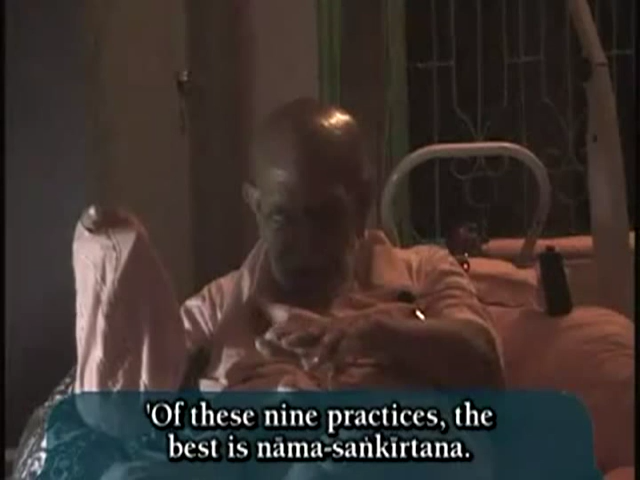 'Of these nine practices, the
best is nāma-saṅkīrtana.